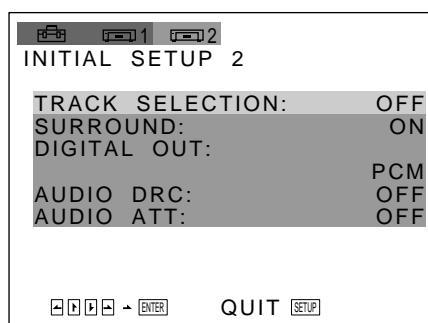 1 2
INITIAL SETUP 2
TRACK SELECTION: OFF
SURROUND: ON
DIGITAL OUT:
PCM
AUDIO DRC: OFF
AUDIO ATT: OFF
ENTER QUIT SETUP